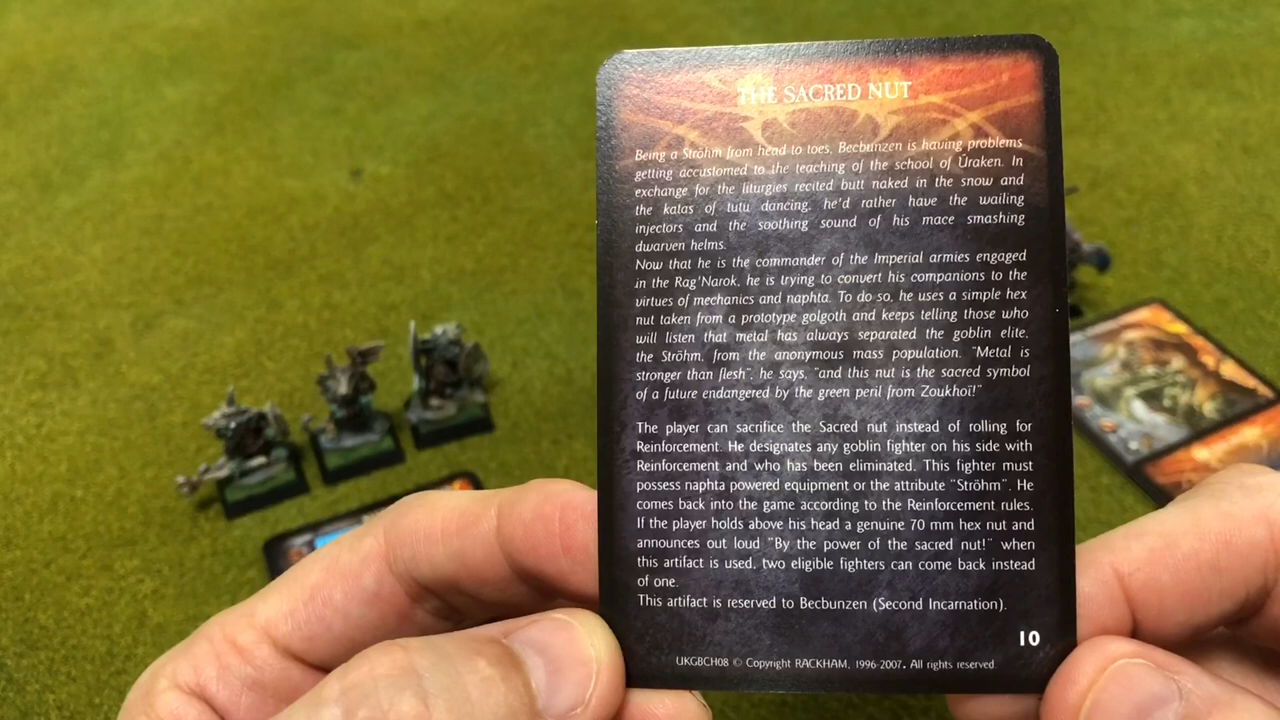 THE SACRED NUT
Being a Ströhm from head to toes, Becbunzen is having problems
getting accustomed to the teaching of the school of Ûraken. In
exchange for the liturgies recited butt naked in the snow and
the katas of tutu dancing, he'd rather have the wailing
injectors and the soothing sound of his mace smashing
dwarven helms.
Now that he is the commander of the Imperial armies engaged
in the Rag'Narok, he is trying to convert his companions to the
virtues of mechanics and naphta. To do so, he uses a simple hex
nut taken from a prototype golgoth and keeps telling those who
will listen that metal has always separated the goblin elite,
the Ströhm, from the anonymous mass population. "Metal is
stronger than flesh", he says, "and this nut is the sacred symbol
of a future endangered by the green peril from Zoukhoï!"
The player can sacrifice the Sacred nut instead of rolling for
Reinforcement. He designates any goblin fighter on his side with
Reinforcement and who has been eliminated. This fighter must
possess naphta powered equipment or the attribute "Ströhm". He
comes back into the game according to the Reinforcement rules.
If the player holds above his head a genuine 70 mm hex nut and
announces out loud "By the power of the sacred nut!" when
this artifact is used, two eligible fighters can come back instead
of one.
This artifact is reserved to Becbunzen (Second Incarnation).
10
UKGBCH08 © Copyright RACKHAM, 1996-2007. All rights reserved.